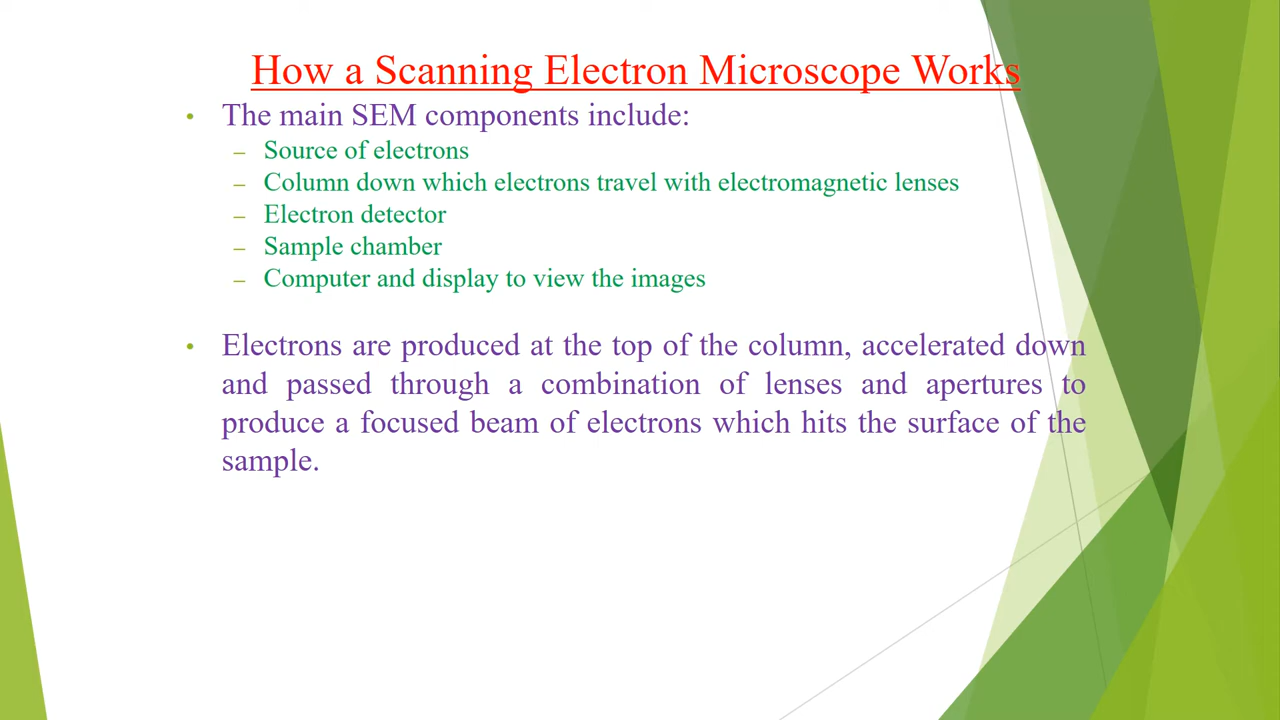 How a Scanning Electron Microscope Works
• The main SEM components include:
– Source of electrons
– Column down which electrons travel with electromagnetic lenses
– Electron detector
– Sample chamber
– Computer and display to view the images
• Electrons are produced at the top of the column, accelerated down
and passed through a combination of lenses and apertures to
produce a focused beam of electrons which hits the surface of the
sample.